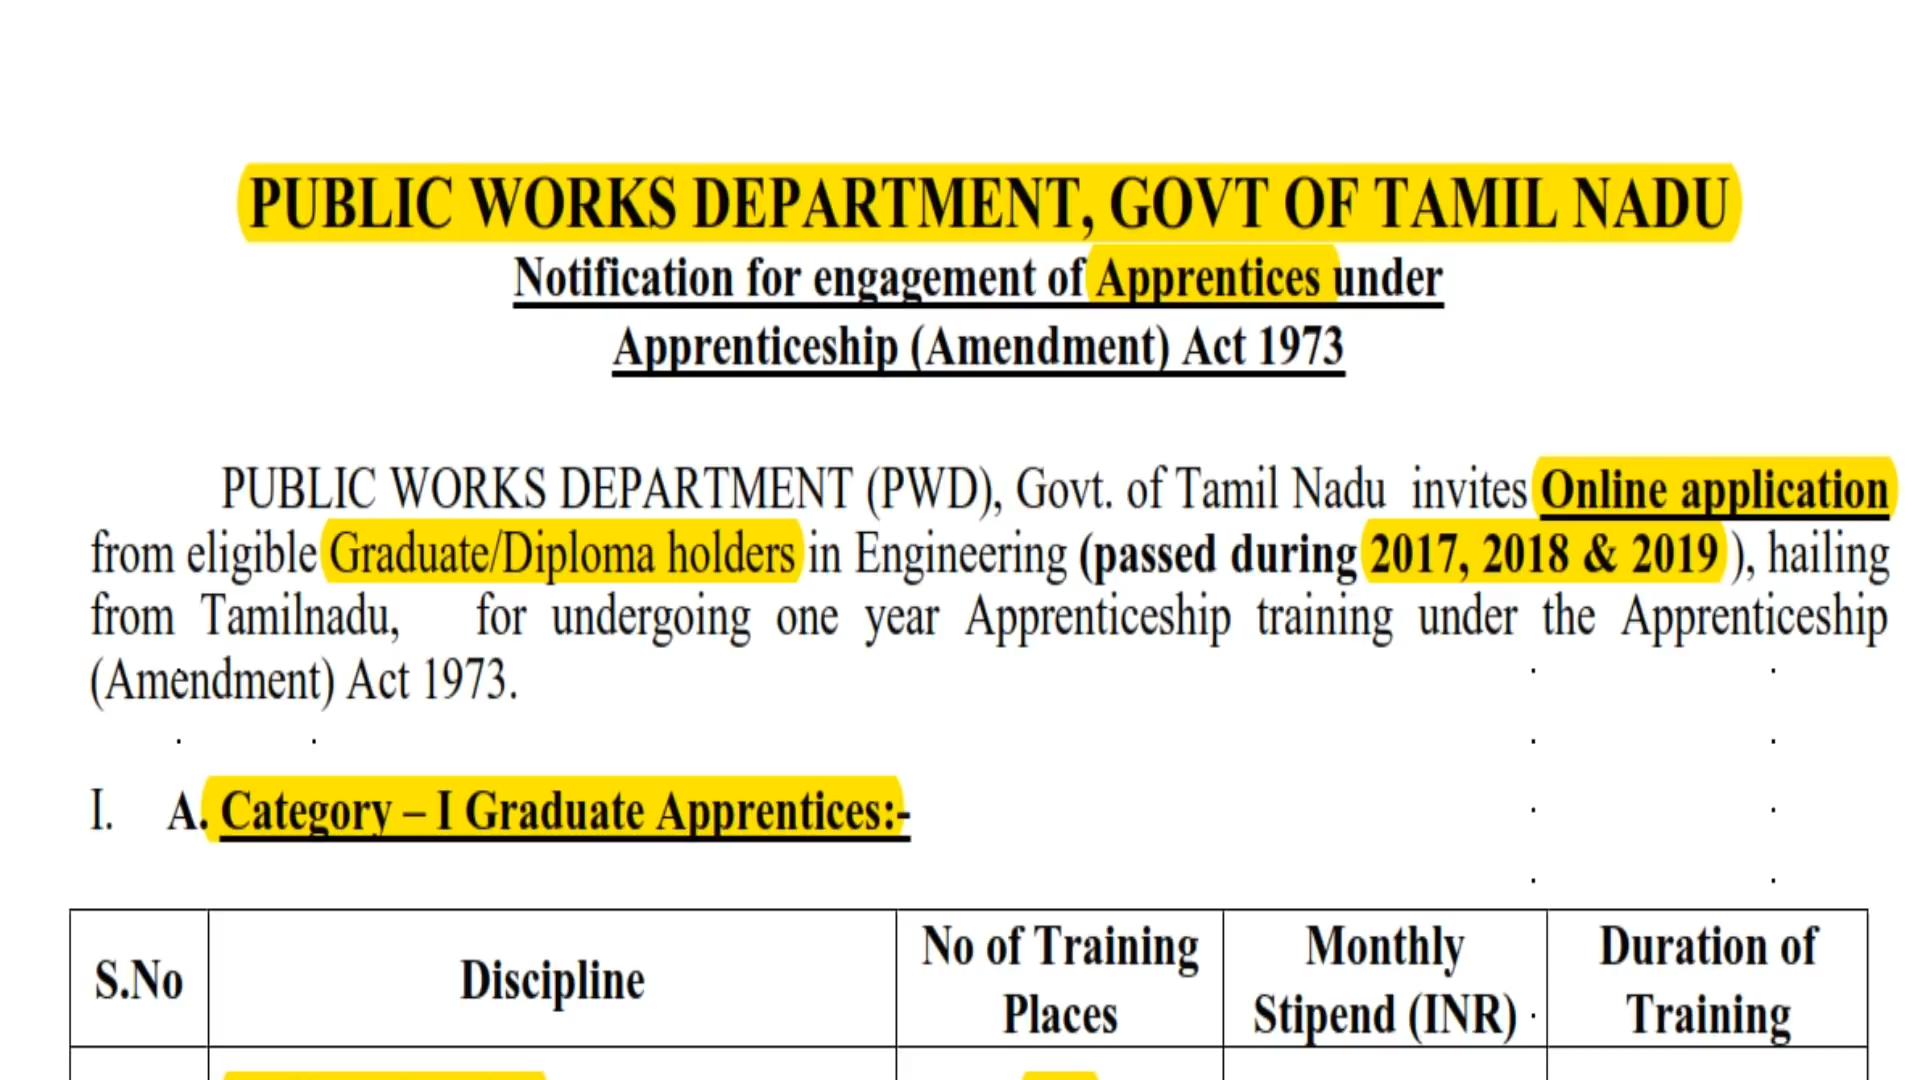 PUBLIC WORKS DEPARTMENT, GOVT OF TAMIL NADU
Notification for engagement of Apprentices under
Apprenticeship (Amendment) Act 1973
PUBLIC WORKS DEPARTMENT (PWD), Govt. of Tamil Nadu invites Online application
from eligible Graduate/Diploma holders in Engineering (passed during 2017, 2018 & 2019 ), hailing
from Tamilnadu, for undergoing one year Apprenticeship training under the Apprenticeship
(Amendment) Act 1973.
I. A. Category – I Graduate Apprentices:-
S.No Discipline No of Training Places Monthly Stipend (INR) Duration of Training